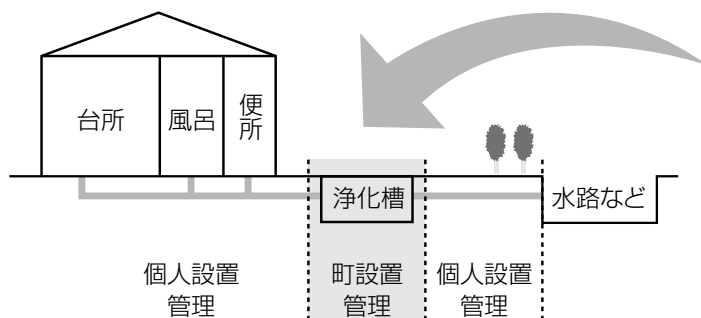 台所
風呂
便所
浄化槽
水路など
個人設置
管理
町設置
管理
個人設置
管理